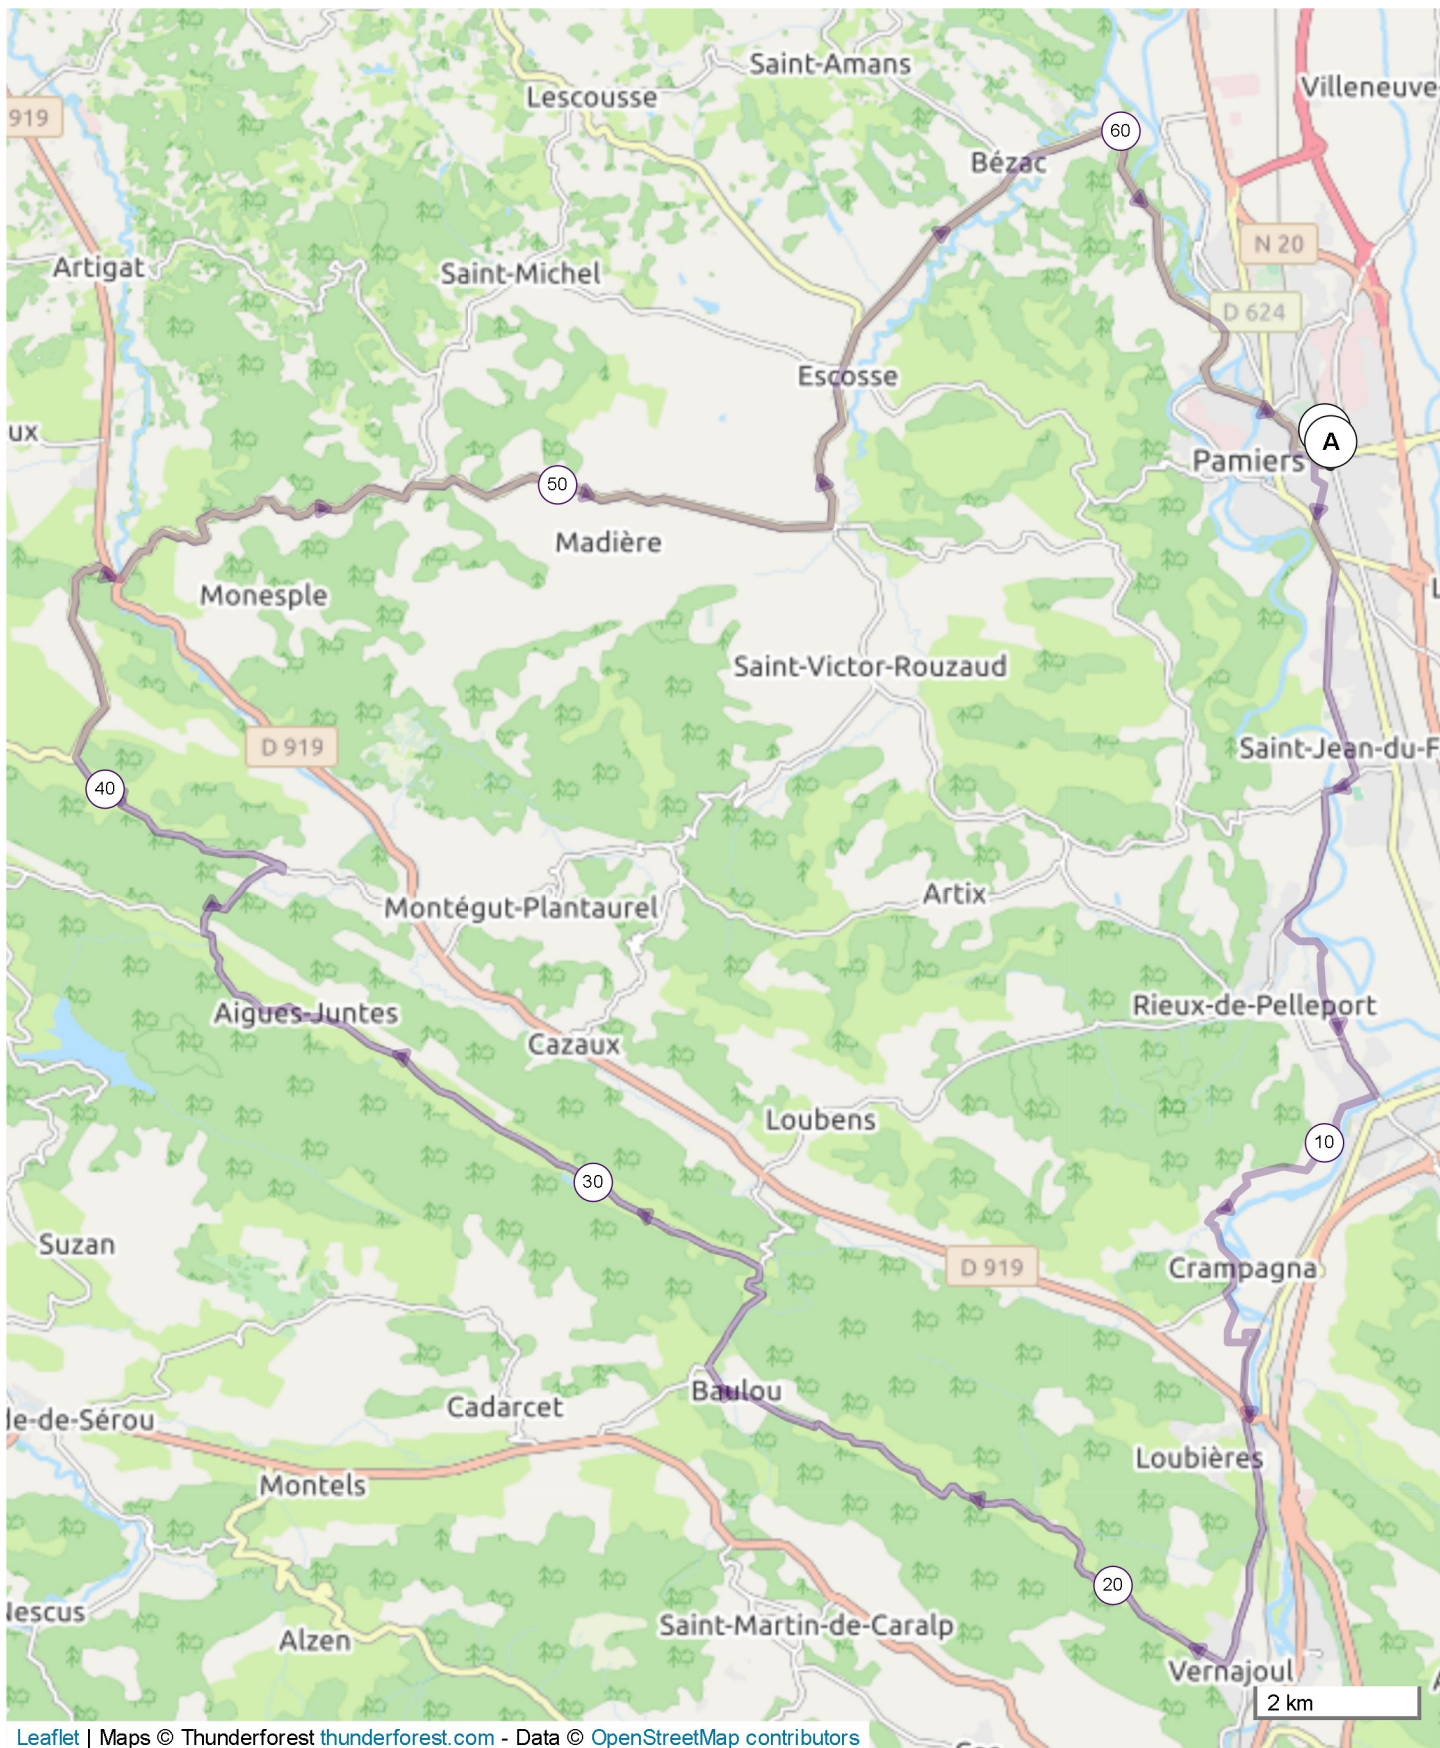 Saint-Amans
Villeneuve-
Lescousse
919
60
Bézac
N 20
Artigat
Saint-Michel
D 624
Escosse
ux
A
Pamiers
50
Madière
Monesple
Saint-Victor-Rouzaud
D 919
Saint-Jean-du-F
40
Artix
Montégut-Plantaurel
Rieux-de-Pelleport
Aigues-Juntes
Cazaux
Loubens
10
30
Suzan
Crampagna
D 919
Baulou
Cadarcet
de-de-Sérou
Loubières
Montels
20
Nescus
Saint-Martin-de-Caralp
Alzen
Vernajoul
2 km
Leaflet | Maps © Thunderforest thunderforest.com - Data © OpenStreetMap contributors